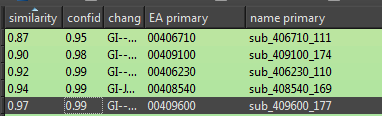 similarity confid chang EA primary name primary
0.87 0.95 GI--... 00406710 sub_406710_111
0.90 0.98 GI--... 00409100 sub_409100_174
0.92 0.99 GI--... 00406230 sub_406230_110
0.94 0.99 GI-J... 00408540 sub_408540_169
0.97 0.99 GI--... 00409600 sub_409600_177